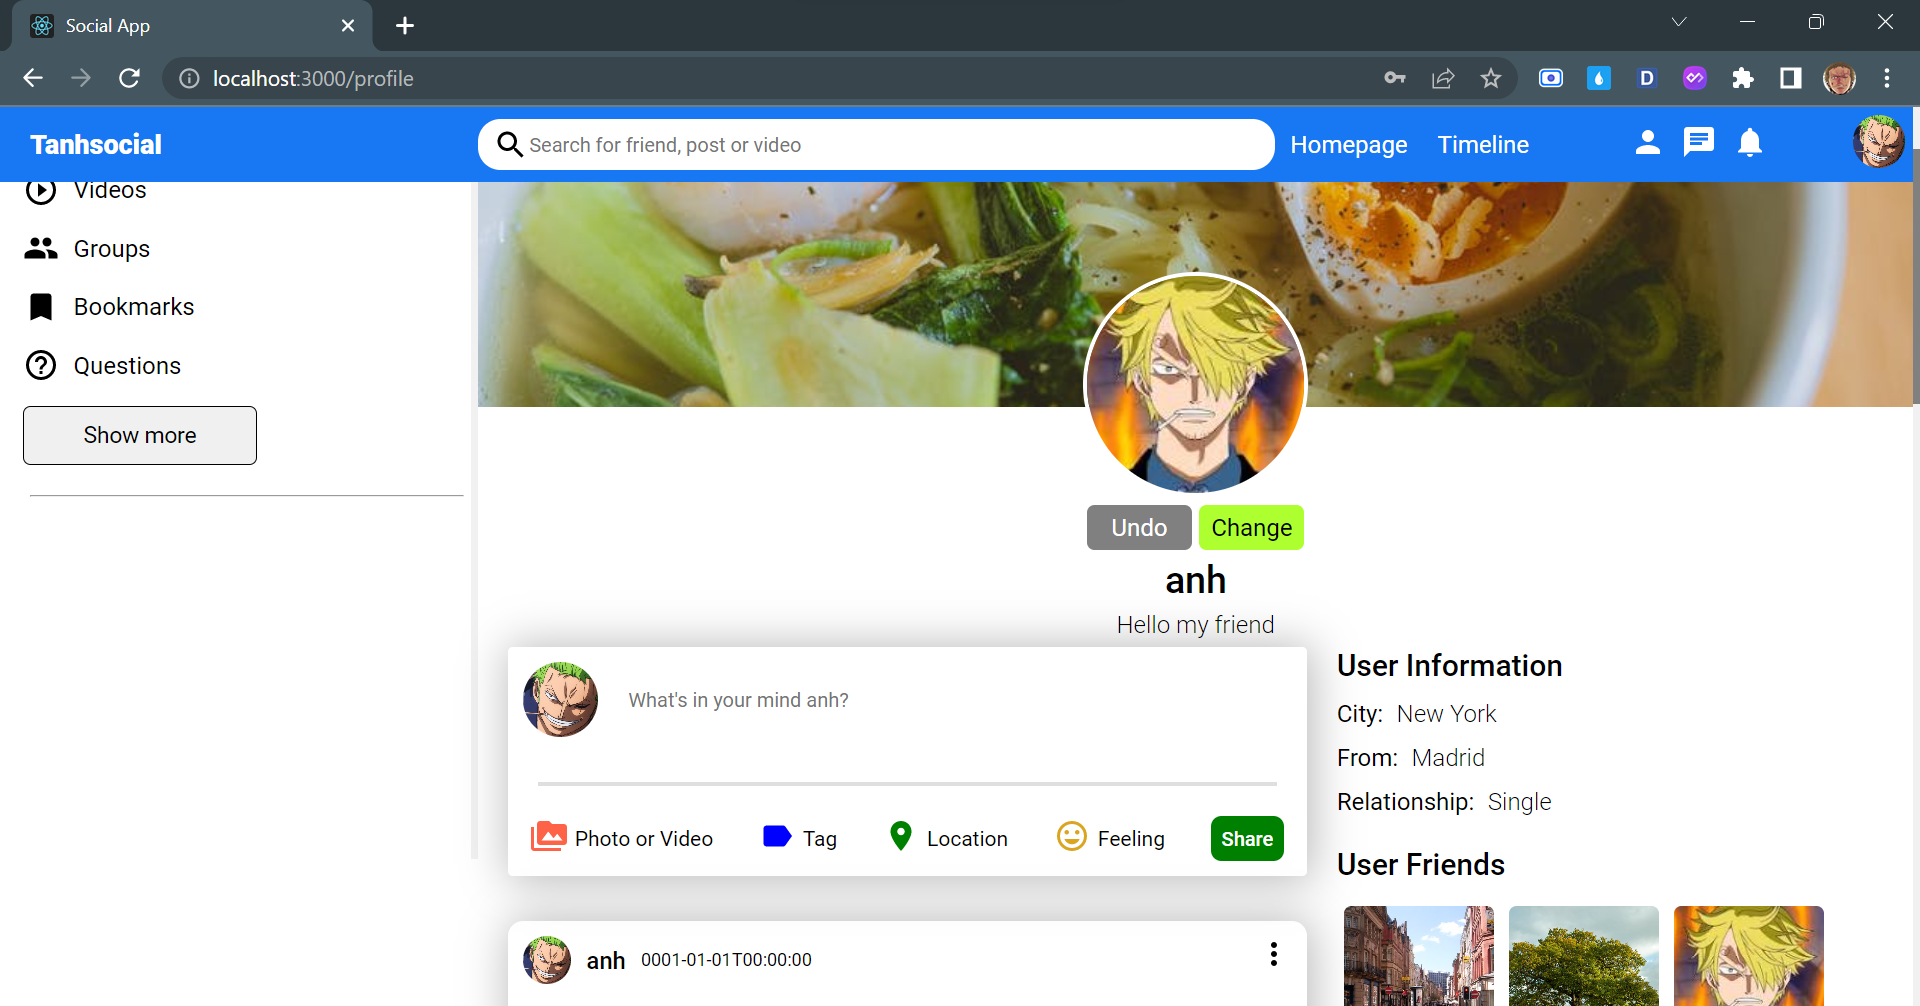 Social App
localhost:3000/profile
D
Tanhsocial
Search for friend, post or video
Homepage
Timeline
Videos
Groups
Bookmarks
Questions
Show more
Undo
Change
anh
Hello my friend
What's in your mind anh?
Photo or Video
Tag
Location
Feeling
Share
User Information
City: New York
From: Madrid
Relationship: Single
User Friends
anh 0001-01-01T00:00:00